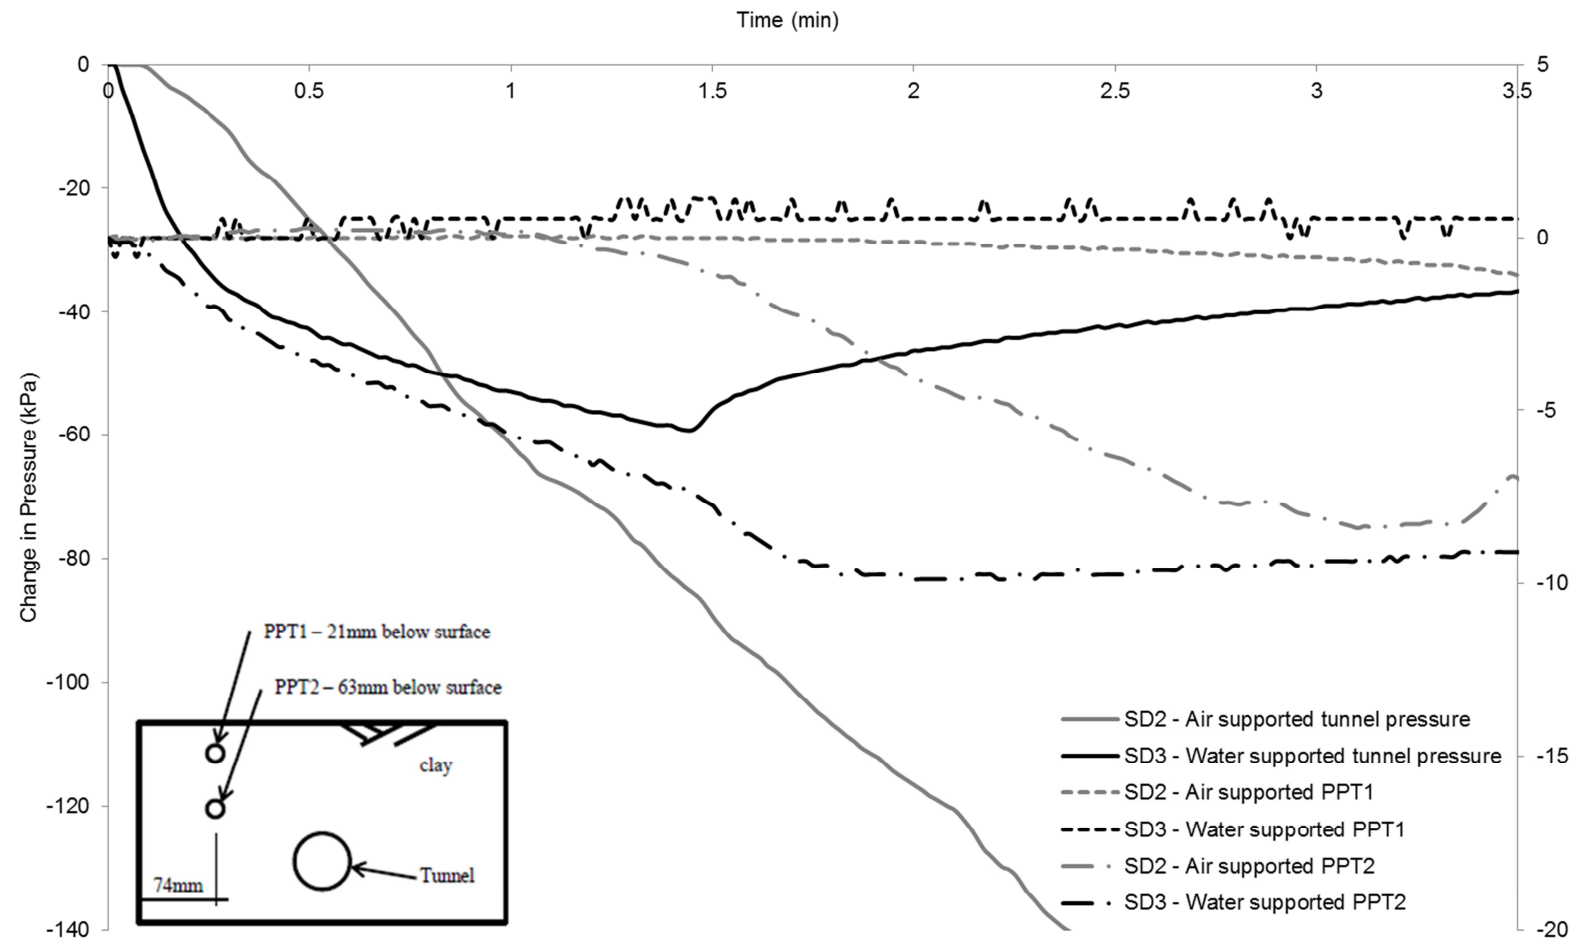 Time (min)
0 5
0 0.5 1 1.5 2 2.5 3 3.5
-20
0
-40
-5
-60
-80
-10
-100
-15
-120
-140 -20
Change in Pressure (kPa)
PPT1 – 21mm below surface
PPT2 – 63mm below surface
clay
Tunnel
74mm
SD2 - Air supported tunnel pressure
SD3 - Water supported tunnel pressure
SD2 - Air supported PPT1
SD3 - Water supported PPT1
SD2 - Air supported PPT2
SD3 - Water supported PPT2